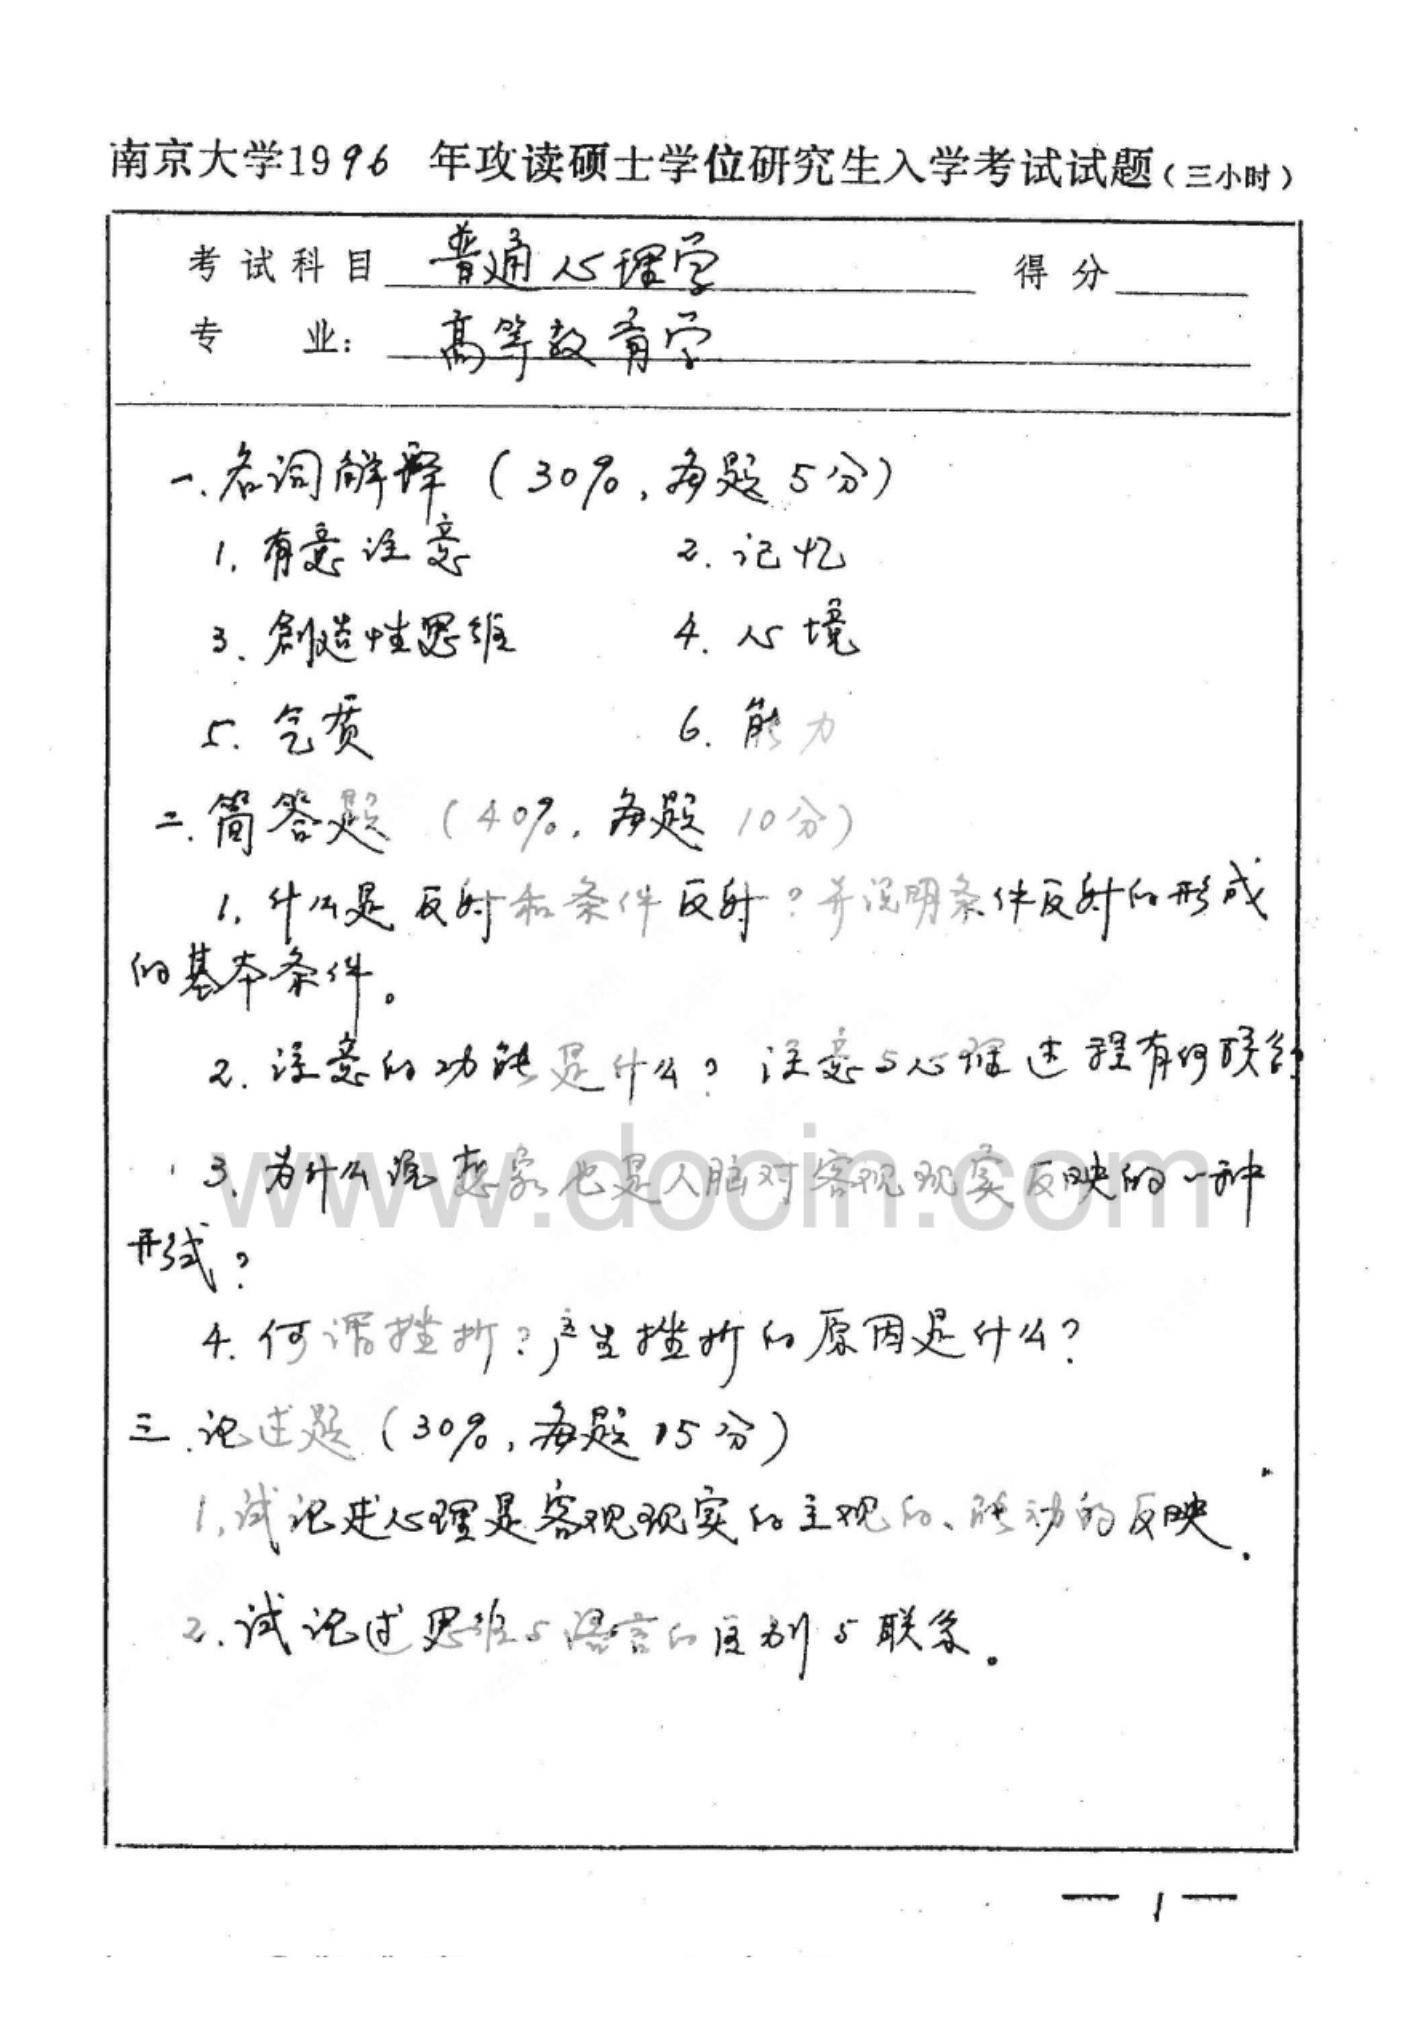 南京大学1996 年攻读硕士学位研究生入学考试试题(三小时)
考试科目 普通心理学 得分
专 业: 高等教育学
一、名词解释 (30%, 每题5分)
1. 有意注意 2. 记忆
3. 創造性思维 4. 心境
5. 气质 6. 能力
二. 简答题 (40%, 每题10分)
1. 什么是反射和条件反射? 并说明条件反射的形成
的基本条件。
2. 注意的功能是什么? 注意与心理过程有何联系?
3. 为什么说想象也是人脑对客观现实反映的一种
形式?
4. 何谓挫折? 产生挫折的原因是什么?
三、论述题 (30%, 每题15分)
1. 试论述心理是客观现实的主观的、能动的反映.
2. 试论述思维与语言的区别与联系。
www.docin.com
— 1 —